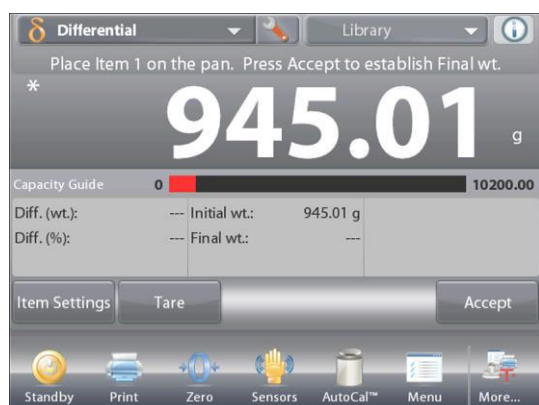 δ Differential Library
Place Item 1 on the pan. Press Accept to establish Final wt.
* 945.01 g
Capacity Guide 0 10200.00
Diff. (wt.): --- Initial wt.: 945.01 g
Diff. (%): --- Final wt.: ---
Item Settings Tare Accept
Standby Print Zero Sensors AutoCal™ Menu More...